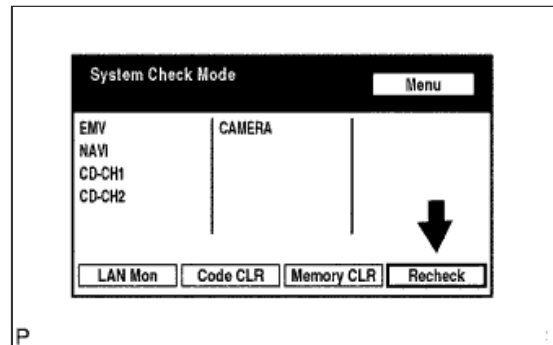 System Check Mode
Menu
EMV
NAVI
CD-CH1
CD-CH2
CAMERA
LAN Mon
Code CLR
Memory CLR
Recheck
P